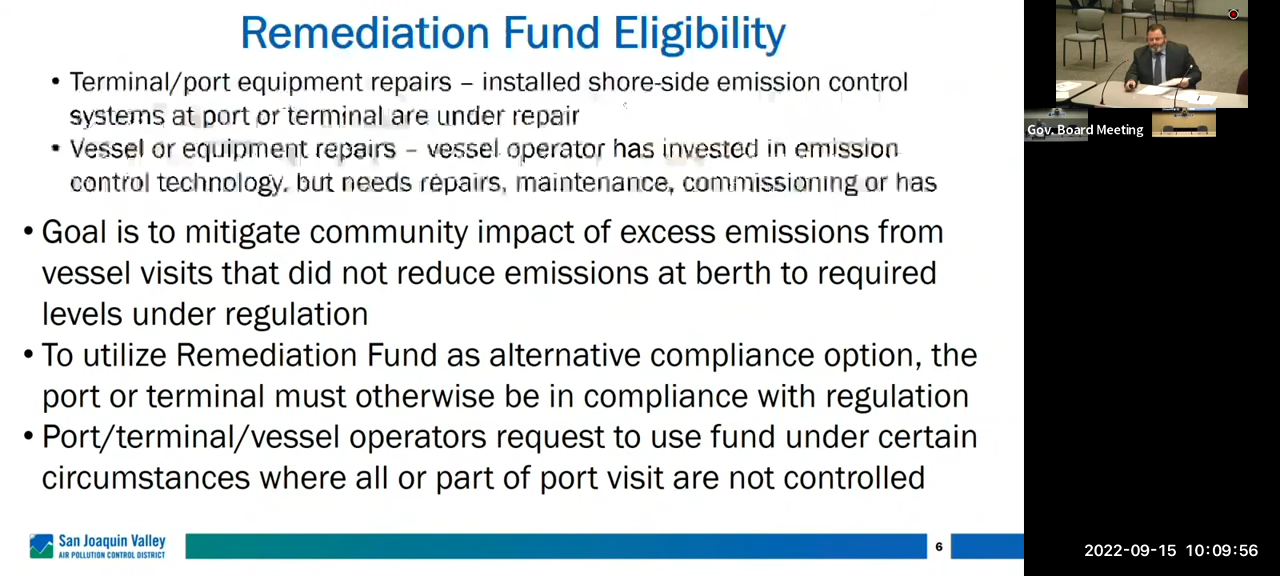 Remediation Fund Eligibility
• Terminal/port equipment repairs – installed shore-side emission control
systems at port or terminal are under repair
• Vessel or equipment repairs – vessel operator has invested in emission
control technology, but needs repairs, maintenance, commissioning or has
• Goal is to mitigate community impact of excess emissions from
vessel visits that did not reduce emissions at berth to required
levels under regulation
• To utilize Remediation Fund as alternative compliance option, the
port or terminal must otherwise be in compliance with regulation
• Port/terminal/vessel operators request to use fund under certain
circumstances where all or part of port visit are not controlled
San Joaquin Valley
AIR POLLUTION CONTROL DISTRICT
6
Gov. Board Meeting
2022-09-15 10:09:56